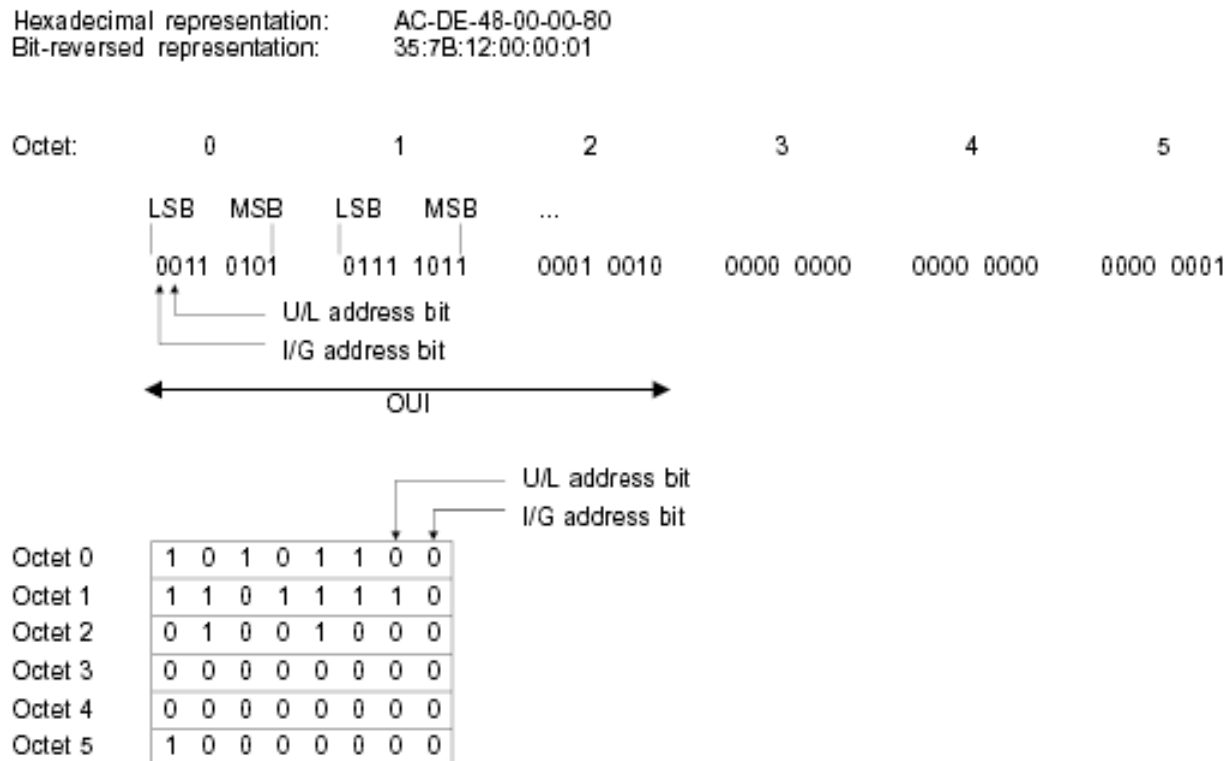 Hexadecimal representation: AC-DE-48-00-00-80
Bit-reversed representation: 35:7B:12:00:00:01
Octet: 0 1 2 3 4 5
LSB MSB LSB MSB ...
0011 0101 0111 1011 0001 0010 0000 0000 0000 0000 0000 0001
U/L address bit
I/G address bit
OUI
U/L address bit
I/G address bit
Octet 0 1 0 1 0 1 1 0 0
Octet 1 1 1 0 1 1 1 1 0
Octet 2 0 1 0 0 1 0 0 0
Octet 3 0 0 0 0 0 0 0 0
Octet 4 0 0 0 0 0 0 0 0
Octet 5 1 0 0 0 0 0 0 0